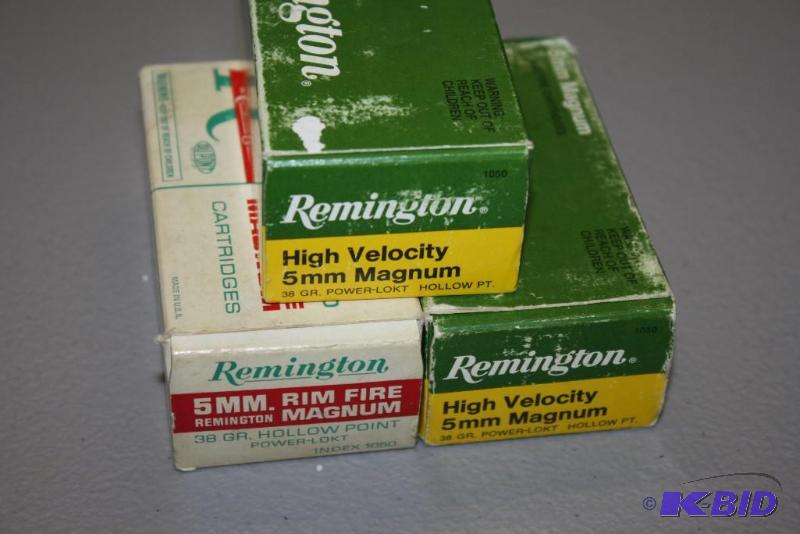 ngton®
WARNING:
KEEP OUT OF
REACH OF
CHILDREN
1050
Remington®
High Velocity
5mm Magnum
38 GR. POWER-LOKT HOLLOW PT.
5mm Magnum
WARNING:
KEEP OUT OF
REACH OF
CHILDREN
1050
Remington®
High Velocity
5mm Magnum
38 GR. POWER-LOKT HOLLOW PT.
R
DU PONT
CARTRIDGES
MADE IN U.S.A.
Remington
5MM. RIM FIRE
REMINGTON MAGNUM
38 GR. HOLLOW POINT
POWER-LOKT
INDEX 1050
© K-BID